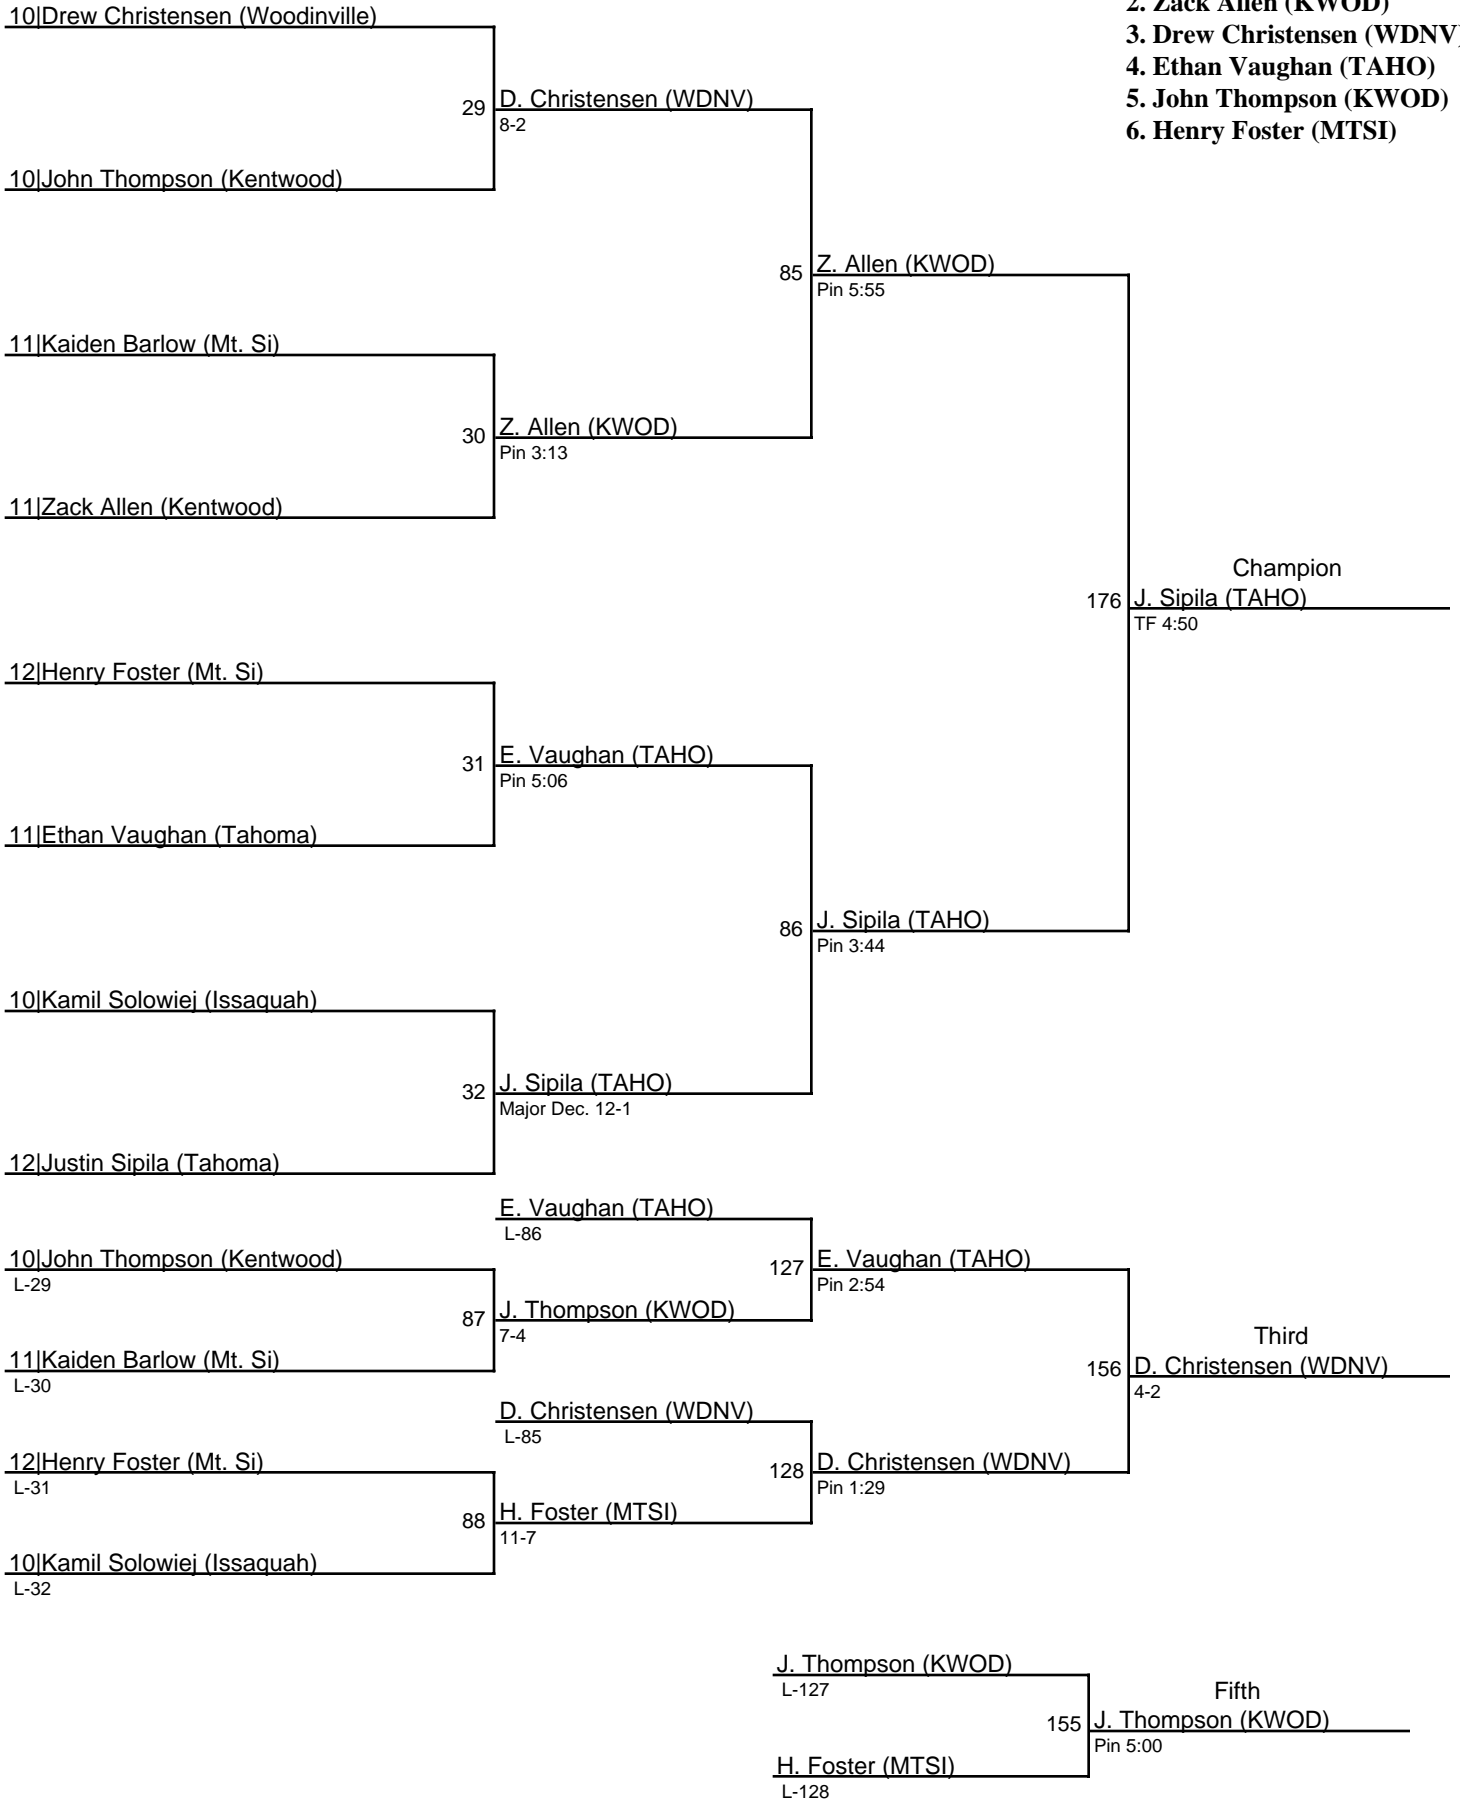 10|Drew Christensen (Woodinville)
2. Zack Allen (KWOD)
3. Drew Christensen (WDNV)
4. Ethan Vaughan (TAHO)
5. John Thompson (KWOD)
6. Henry Foster (MTSI)
29 D. Christensen (WDNV)
8-2
10|John Thompson (Kentwood)
85 Z. Allen (KWOD)
Pin 5:55
11|Kaiden Barlow (Mt. Si)
30 Z. Allen (KWOD)
Pin 3:13
11|Zack Allen (Kentwood)
Champion
176 J. Sipila (TAHO)
TF 4:50
12|Henry Foster (Mt. Si)
31 E. Vaughan (TAHO)
Pin 5:06
11|Ethan Vaughan (Tahoma)
86 J. Sipila (TAHO)
Pin 3:44
10|Kamil Solowiej (Issaquah)
32 J. Sipila (TAHO)
Major Dec. 12-1
12|Justin Sipila (Tahoma)
E. Vaughan (TAHO)
L-86
10|John Thompson (Kentwood)
L-29
127 E. Vaughan (TAHO)
Pin 2:54
87 J. Thompson (KWOD)
7-4
11|Kaiden Barlow (Mt. Si)
L-30
Third
156 D. Christensen (WDNV)
4-2
D. Christensen (WDNV)
L-85
12|Henry Foster (Mt. Si)
L-31
128 D. Christensen (WDNV)
Pin 1:29
88 H. Foster (MTSI)
11-7
10|Kamil Solowiej (Issaquah)
L-32
J. Thompson (KWOD)
L-127
Fifth
155 J. Thompson (KWOD)
Pin 5:00
H. Foster (MTSI)
L-128